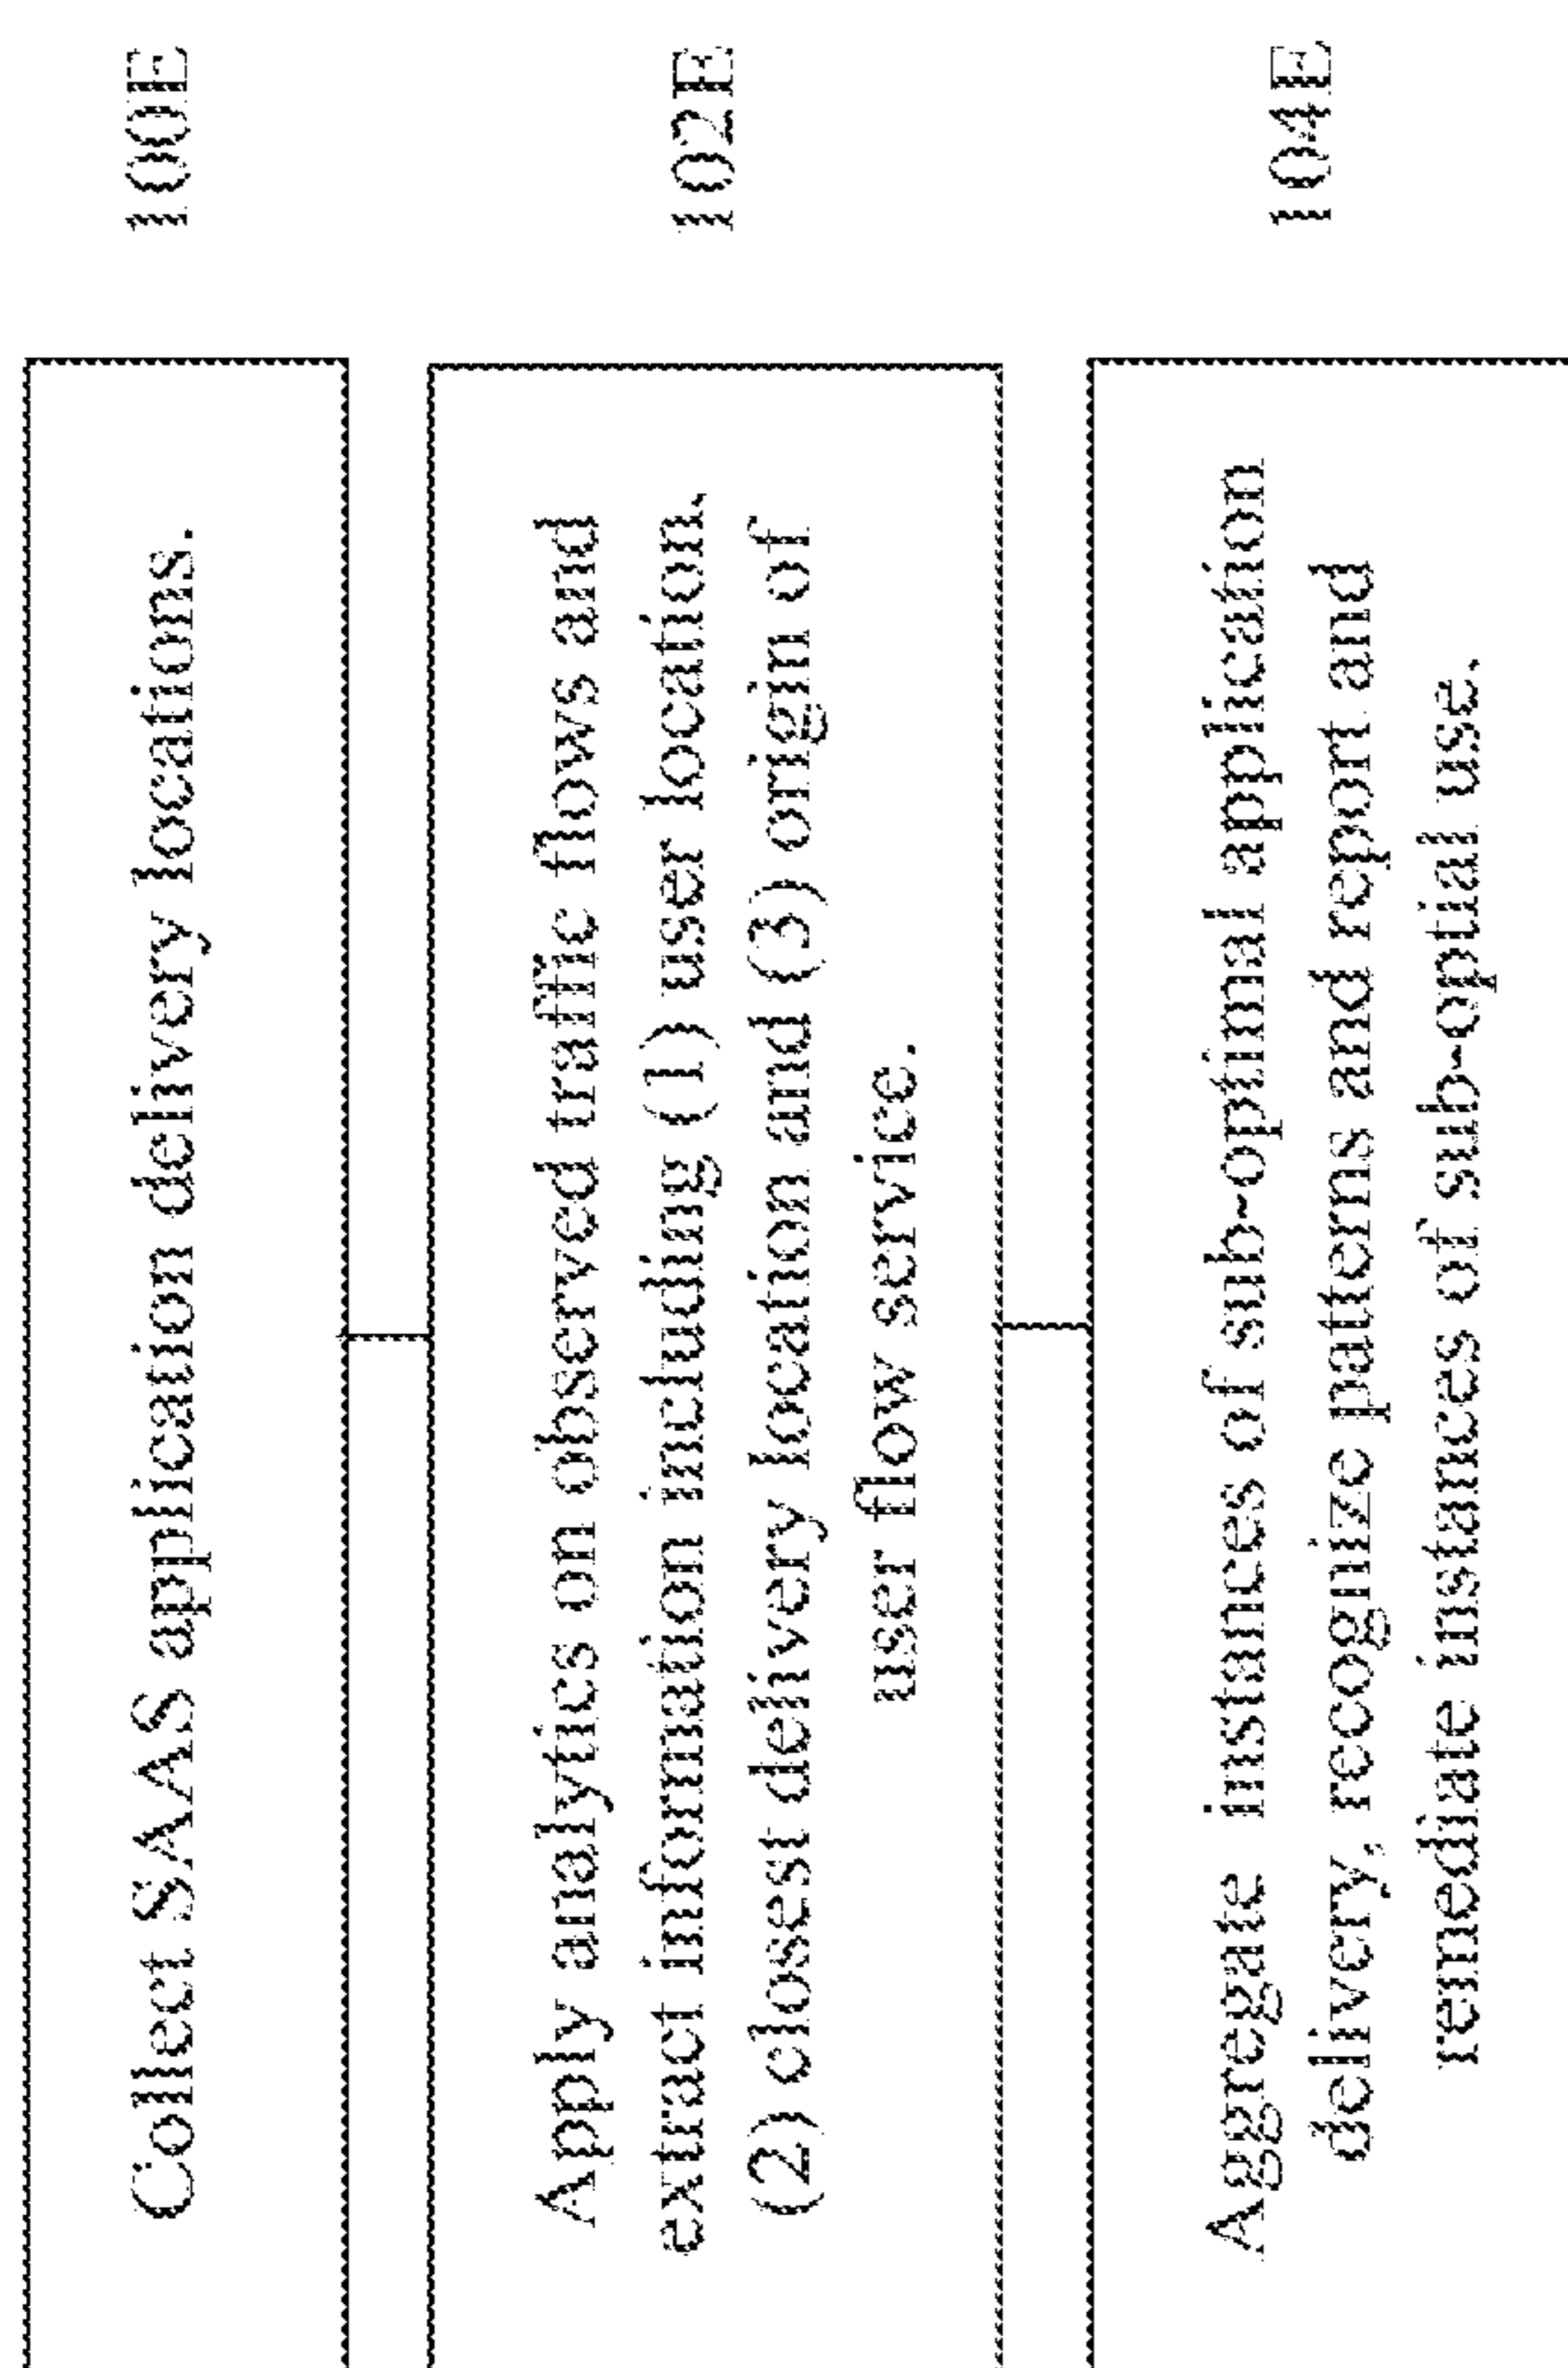 Collect SAAS application delivery locations.
100E
Apply analytics on observed traffic flows and
extract information including (1) user location.
(2) closest delivery location and (3) origin of
user flow service.
102E
Aggregate instances of sub-optimal application
delivery, recognize patterns and report and
remediate instances of sub-optial use.
104E